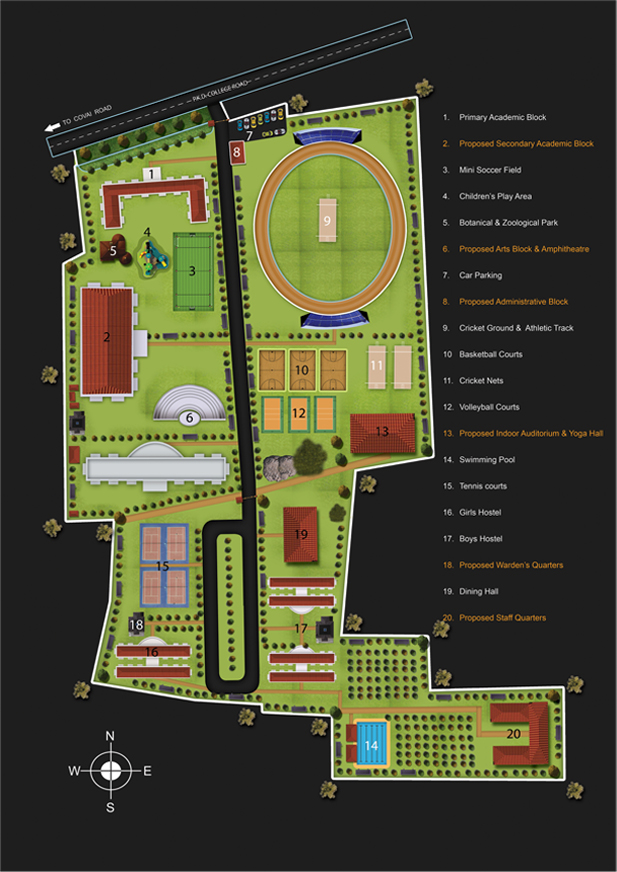 P.K.D. COLLEGE ROAD
TO COVAI ROAD
1. Primary Academic Block
2. Proposed Secondary Academic Block
3. Mini Soccer Field
4. Children's Play Area
5. Botanical & Zoological Park
6. Proposed Arts Block & Amphitheatre
7. Car Parking
8. Proposed Administrative Block
9. Cricket Ground & Athletic Track
10 Basketball Courts
11. Cricket Nets
12. Volleyball Courts
13. Proposed Indoor Auditorium & Yoga Hall
14. Swimming Pool
15. Tennis courts
16. Girls Hostel
17. Boys Hostel
18. Proposed Warden's Quarters
19. Dining Hall
20. Proposed Staff Quarters
7
8
1
9
4
5
3
2
10
11
12
6
13
19
15
18
17
16
20
14
N
W
E
S